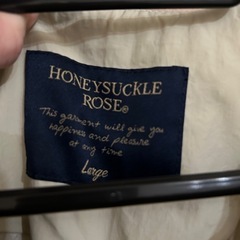 HONEYSUCKLE
ROSE®
This garment will give you
happiness and pleasure
at any time
Large